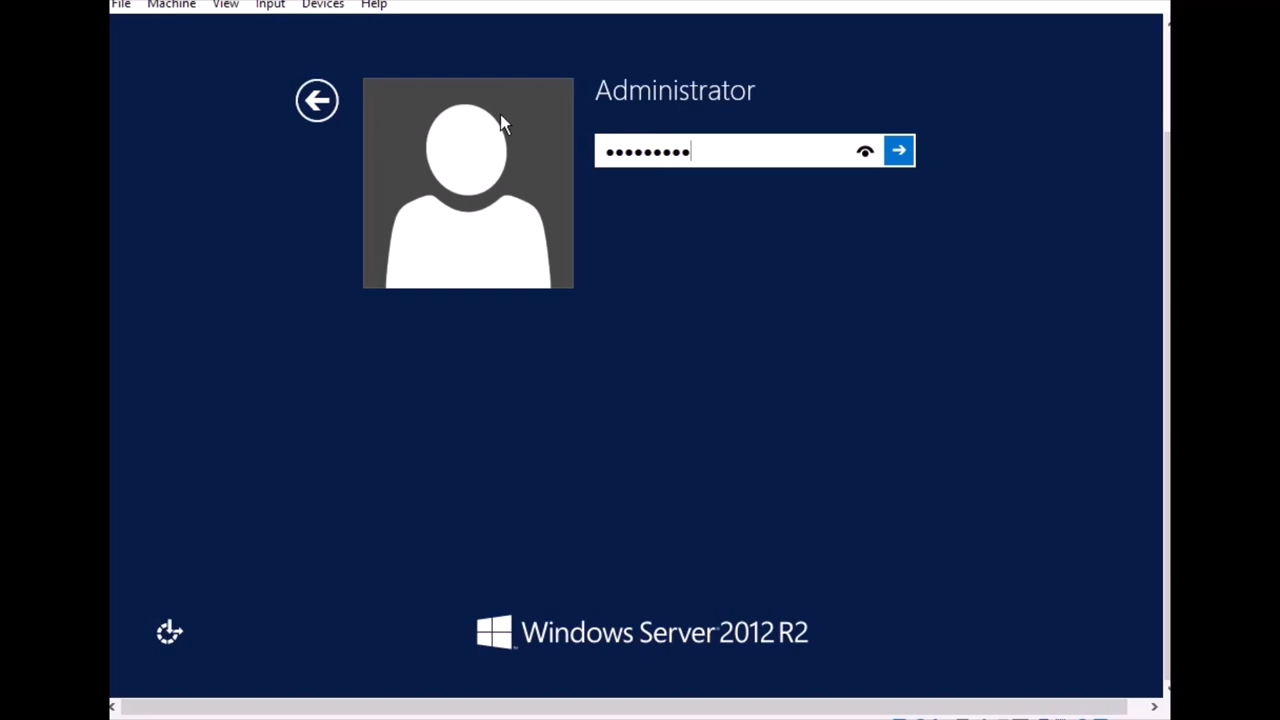 File Machine View Input Devices Help
Administrator
Windows Server 2012 R2